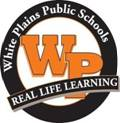 White Plains Public Schools
WP
REAL LIFE LEARNING